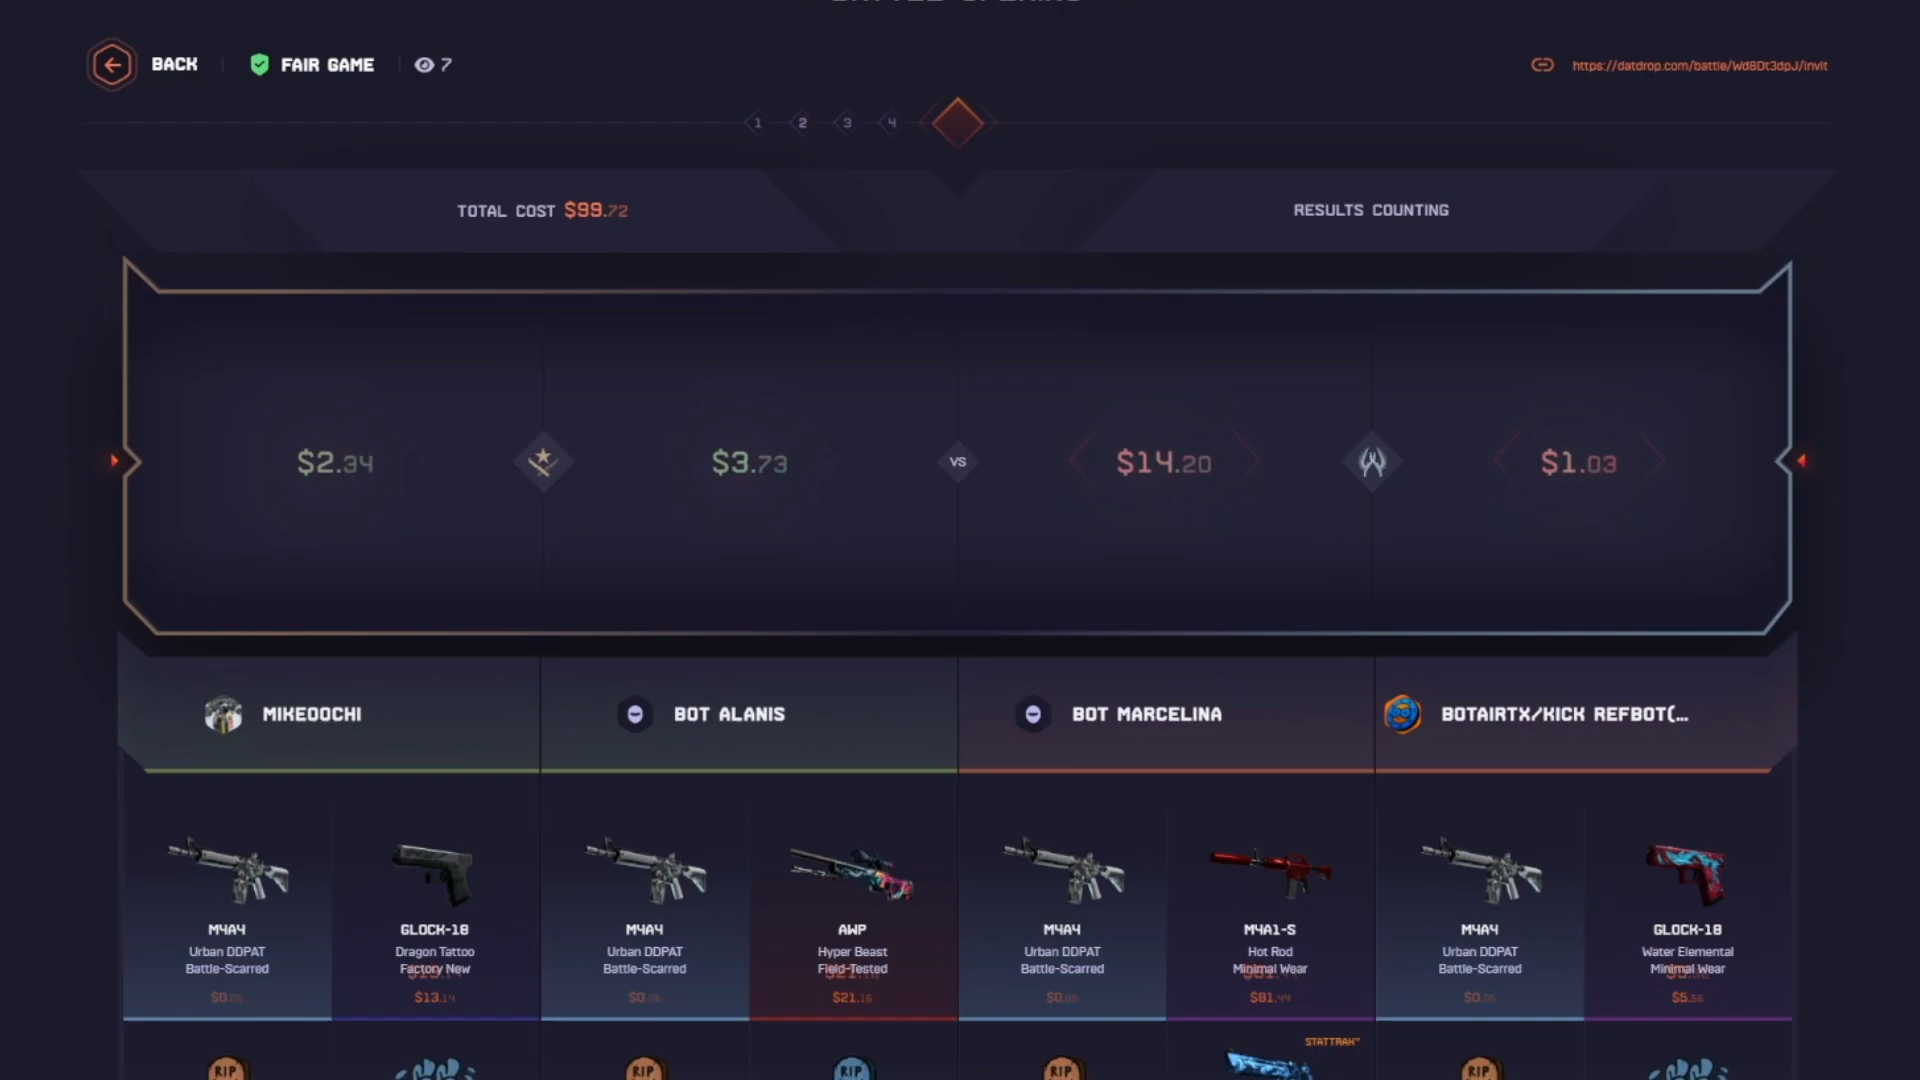 BACK
FAIR GAME
7
https://datdrop.com/battle/Wd8Dt3dpJ/invit
1 2 3 4
TOTAL COST $99.72
RESULTS COUNTING
$2.34
$3.73
VS
$14.20
$1.03
MIKEOOCHI
BOT ALANIS
BOT MARCELINA
BOTAIRTX/KICK REFBOT(...
M4A4
Urban DDPAT
Battle-Scarred
GLOCK-18
Dragon Tattoo
Factory New
$13.14
M4A4
Urban DDPAT
Battle-Scarred
AWP
Hyper Beast
Field-Tested
$21.16
M4A4
Urban DDPAT
Battle-Scarred
M4A1-S
Hot Rod
Minimal Wear
$81.44
M4A4
Urban DDPAT
Battle-Scarred
GLOCK-18
Water Elemental
Minimal Wear
$5.56
STATTRAK™
RIP
RIP
RIP
RIP